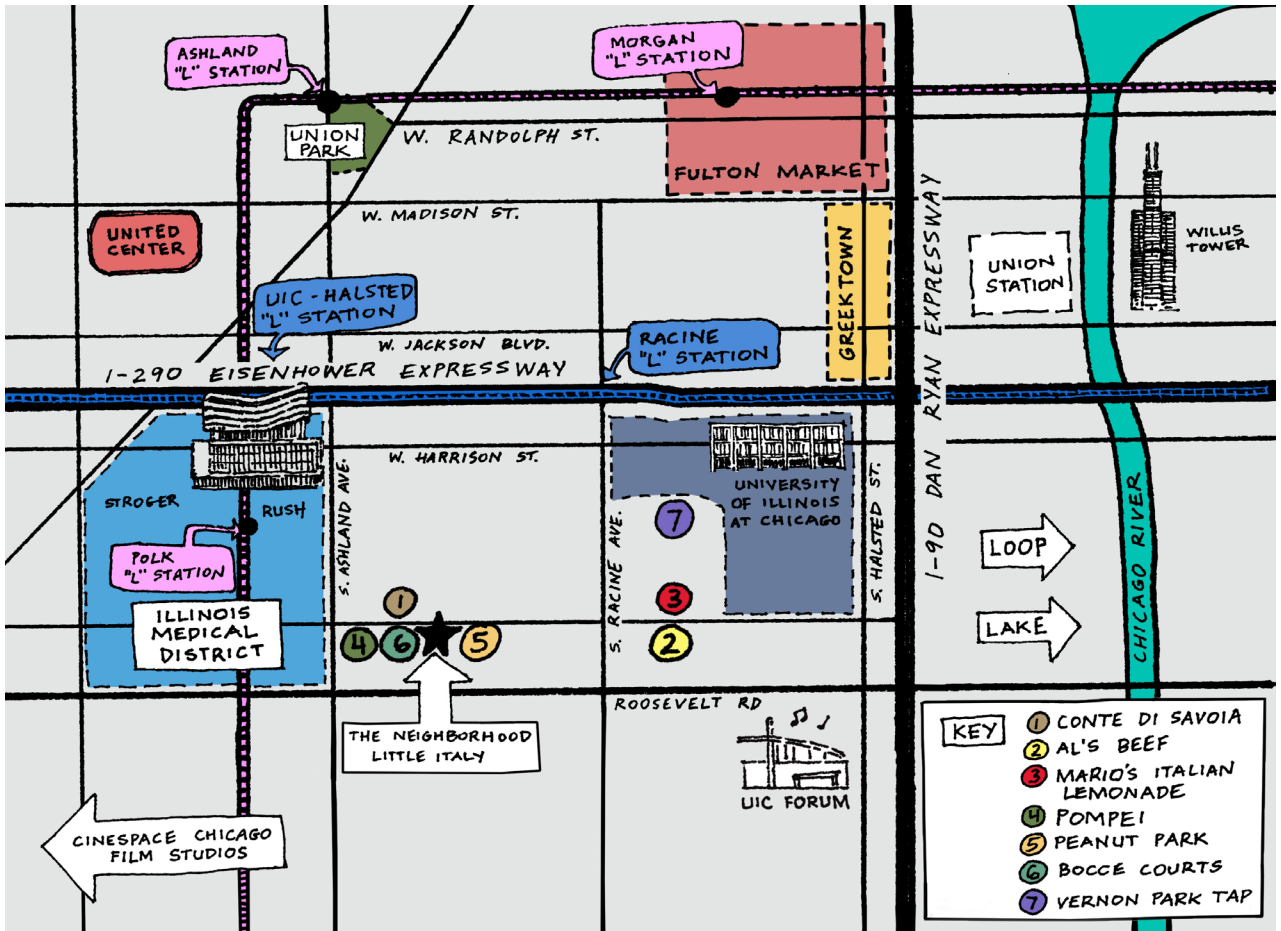 ASHLAND
"L" STATION
MORGAN
"L" STATION
UNION
PARK
W. RANDOLPH ST.
FULTON MARKET
W. MADISON ST.
UNITED
CENTER
GREEKTOWN
I-90 DAN RYAN EXPRESSWAY
UNION
STATION
WILLIS
TOWER
UIC - HALSTED
"L" STATION
W. JACKSON BLVD.
RACINE
"L" STATION
I-290 EISENHOWER EXPRESSWAY
W. HARRISON ST.
STROGER
RUSH
S. ASHLAND AVE.
S. RACINE AVE.
UNIVERSITY
OF ILLINOIS
AT CHICAGO
S. HALSTED ST.
CHICAGO RIVER
7
LOOP
POLK
"L" STATION
1
3
LAKE
ILLINOIS
MEDICAL
DISTRICT
4
6
5
2
ROOSEVELT RD
THE NEIGHBORHOOD
LITTLE ITALY
UIC FORUM
CINESPACE CHICAGO
FILM STUDIOS
KEY
1 CONTE DI SAVOIA
2 AL'S BEEF
3 MARIO'S ITALIAN
LEMONADE
4 POMPEI
5 PEANUT PARK
6 BOCCE COURTS
7 VERNON PARK TAP